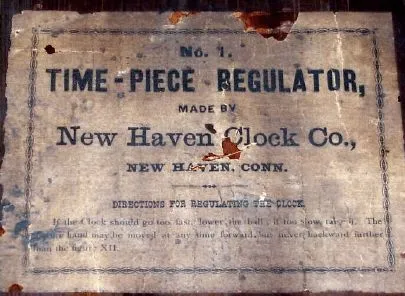 No. 1.
TIME-PIECE REGULATOR,
MADE BY
New Haven Clock Co.,
NEW HAVEN, CONN.
DIRECTIONS FOR REGULATING THE CLOCK.
If the Clock should go too fast, lower the ball, if too slow, raise it. The
hand may be moved at any time forward, but never backward further
than the figure XII.